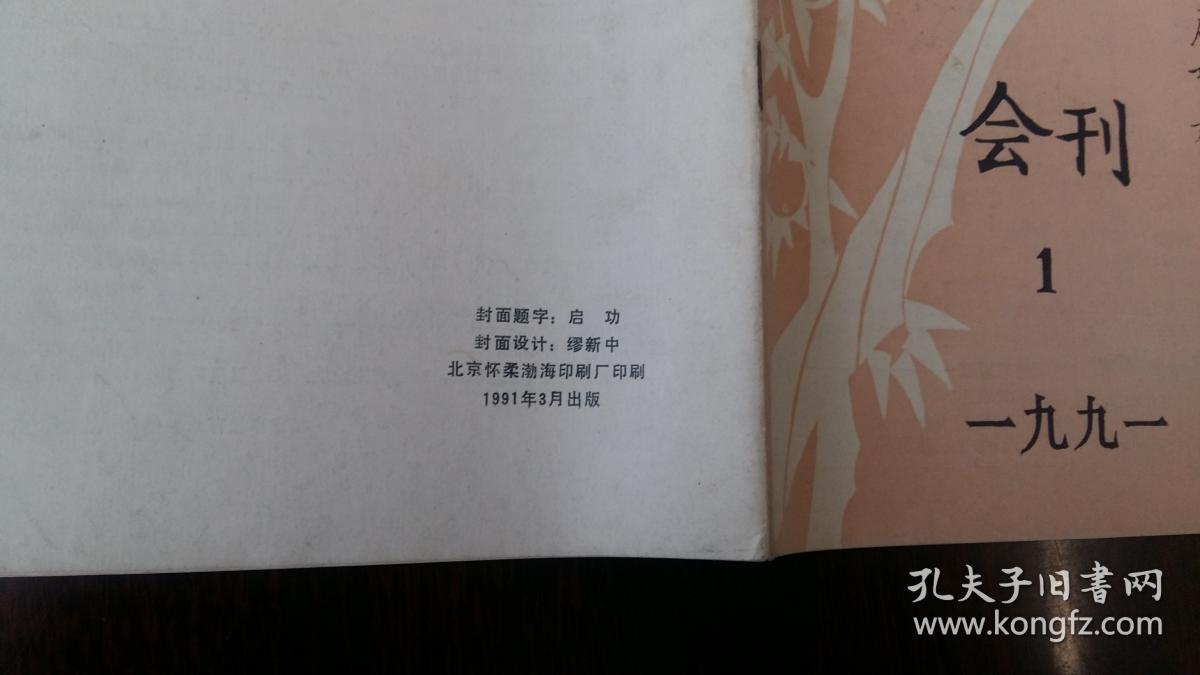 会刊
1
一九九一
封面题字：启 功
封面设计：缪新中
北京怀柔渤海印刷厂印刷
1991年3月出版
孔夫子旧書网
www.kongfz.com